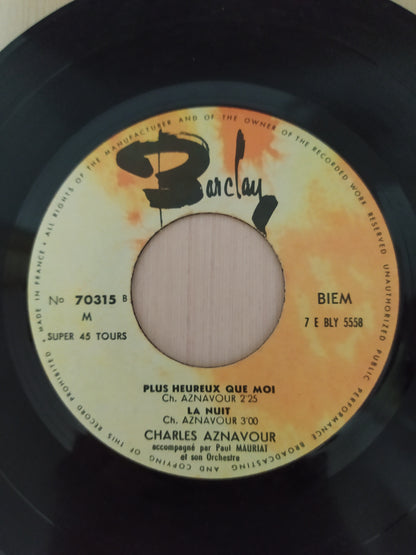 ALL RIGHTS OF THE MANUFACTURER AND OF THE OWNER OF THE RECORDED WORK RESERVED UNAUTHORIZED PUBLIC PERFORMANCE BROADCASTING AND COPYING OF THIS RECORD PROHIBITED • MADE IN FRANCE •
Barclay
No 70315 B
M
SUPER 45 TOURS
BIEM
7 E BLY 5558
PLUS HEUREUX QUE MOI
Ch. AZNAVOUR 2'25
LA NUIT
Ch. AZNAVOUR 3'00
CHARLES AZNAVOUR
accompagné par Paul MAURIAT
et son Orchestre